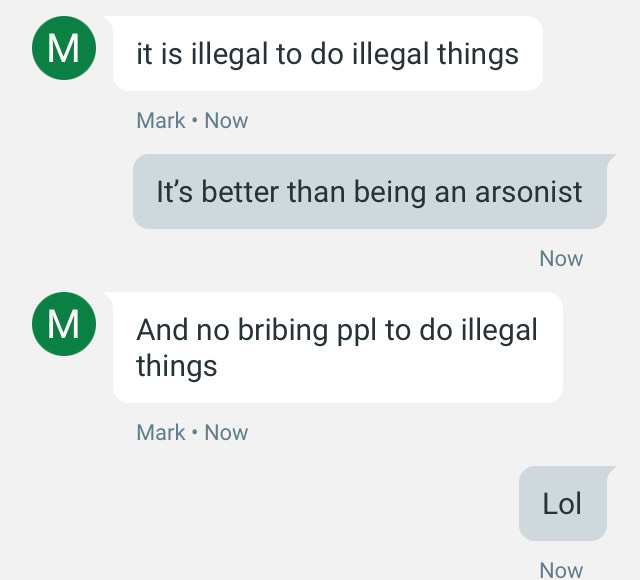 M
it is illegal to do illegal things
Mark • Now
It’s better than being an arsonist
Now
M
And no bribing ppl to do illegal
things
Mark • Now
Lol
Now